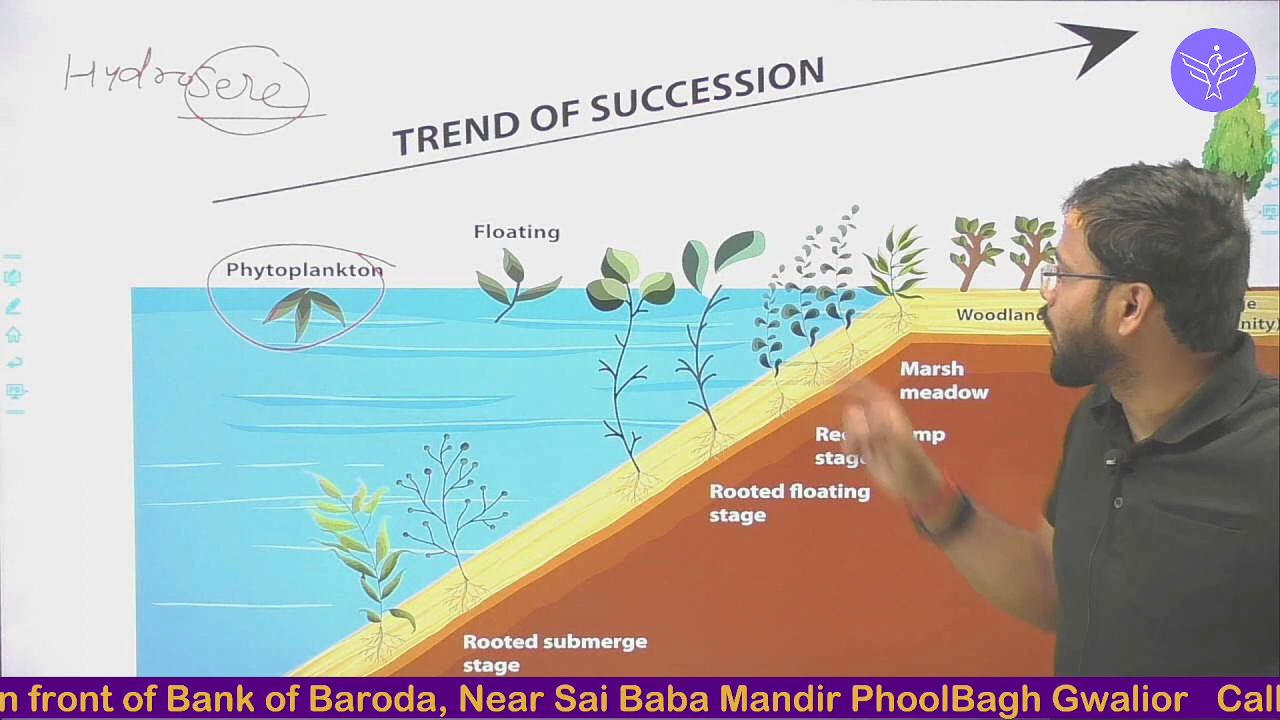 Hydrosere
TREND OF SUCCESSION
Floating
Phytoplankton
Marsh
meadow
stage
Rooted floating
stage
Rooted submerge
stage
n front of Bank of Baroda, Near Sai Baba Mandir PhoolBagh Gwalior Call